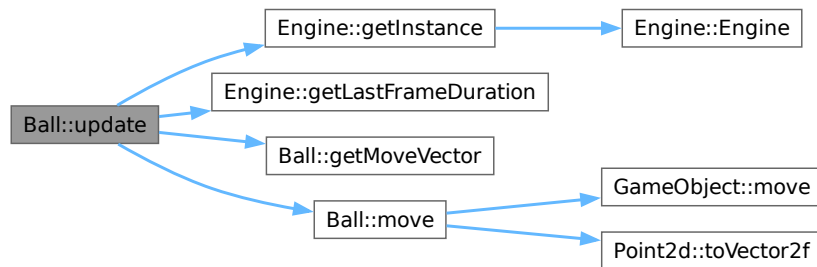 Ball::update
Engine::getInstance
Engine::Engine
Engine::getLastFrameDuration
Ball::getMoveVector
Ball::move
GameObject::move
Point2d::toVector2f